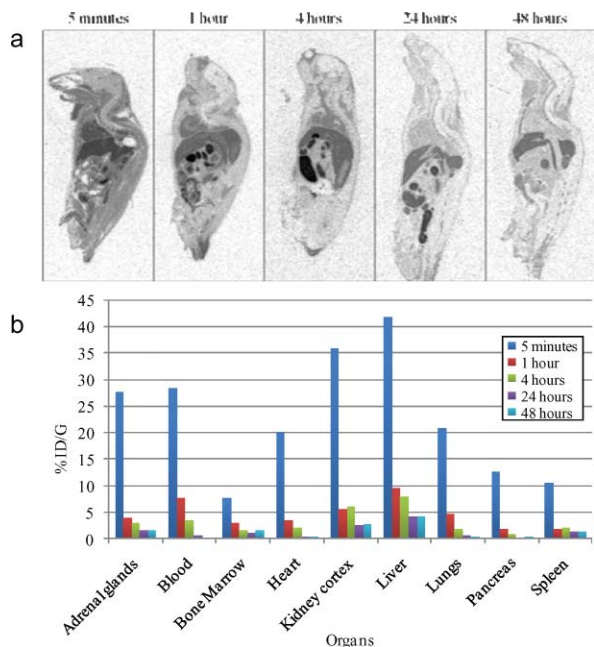 5 minutes 1 hour 4 hours 24 hours 48 hours
a
b
45
40
35
30
25
20
15
10
5
0
%ID/G
5 minutes
1 hour
4 hours
24 hours
48 hours
Adrenal glands
Blood
Bone Marrow
Heart
Kidney cortex
Liver
Lungs
Pancreas
Spleen
Organs